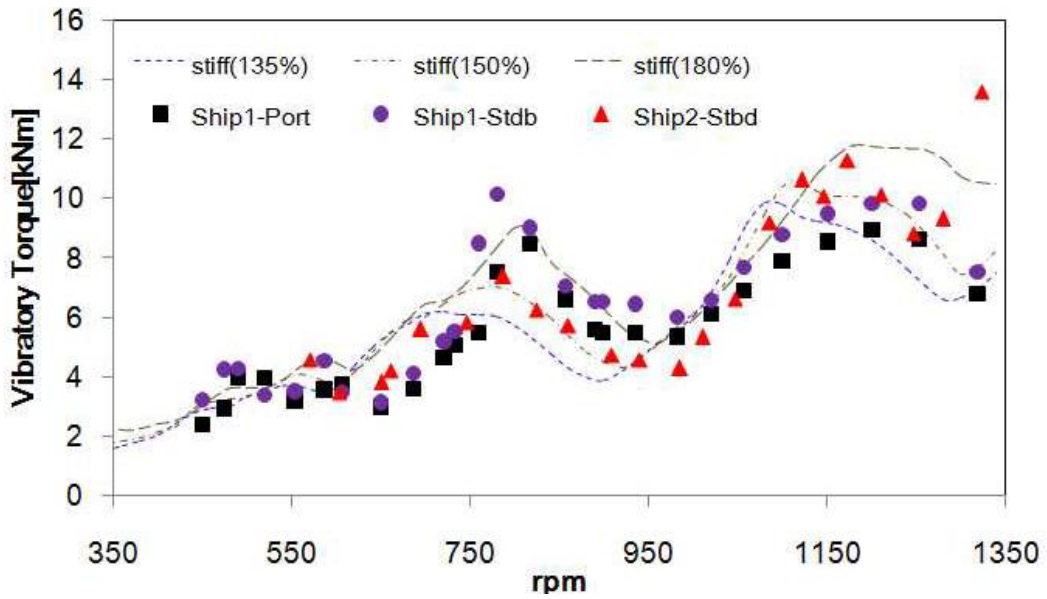 16
14
12
10
8
6
4
2
0
Vibratory Torque[kNm]
stiff(135%) stiff(150%) stiff(180%)
Ship1-Port Ship1-Stdb Ship2-Stbd
350 550 750 950 1150 1350
rpm